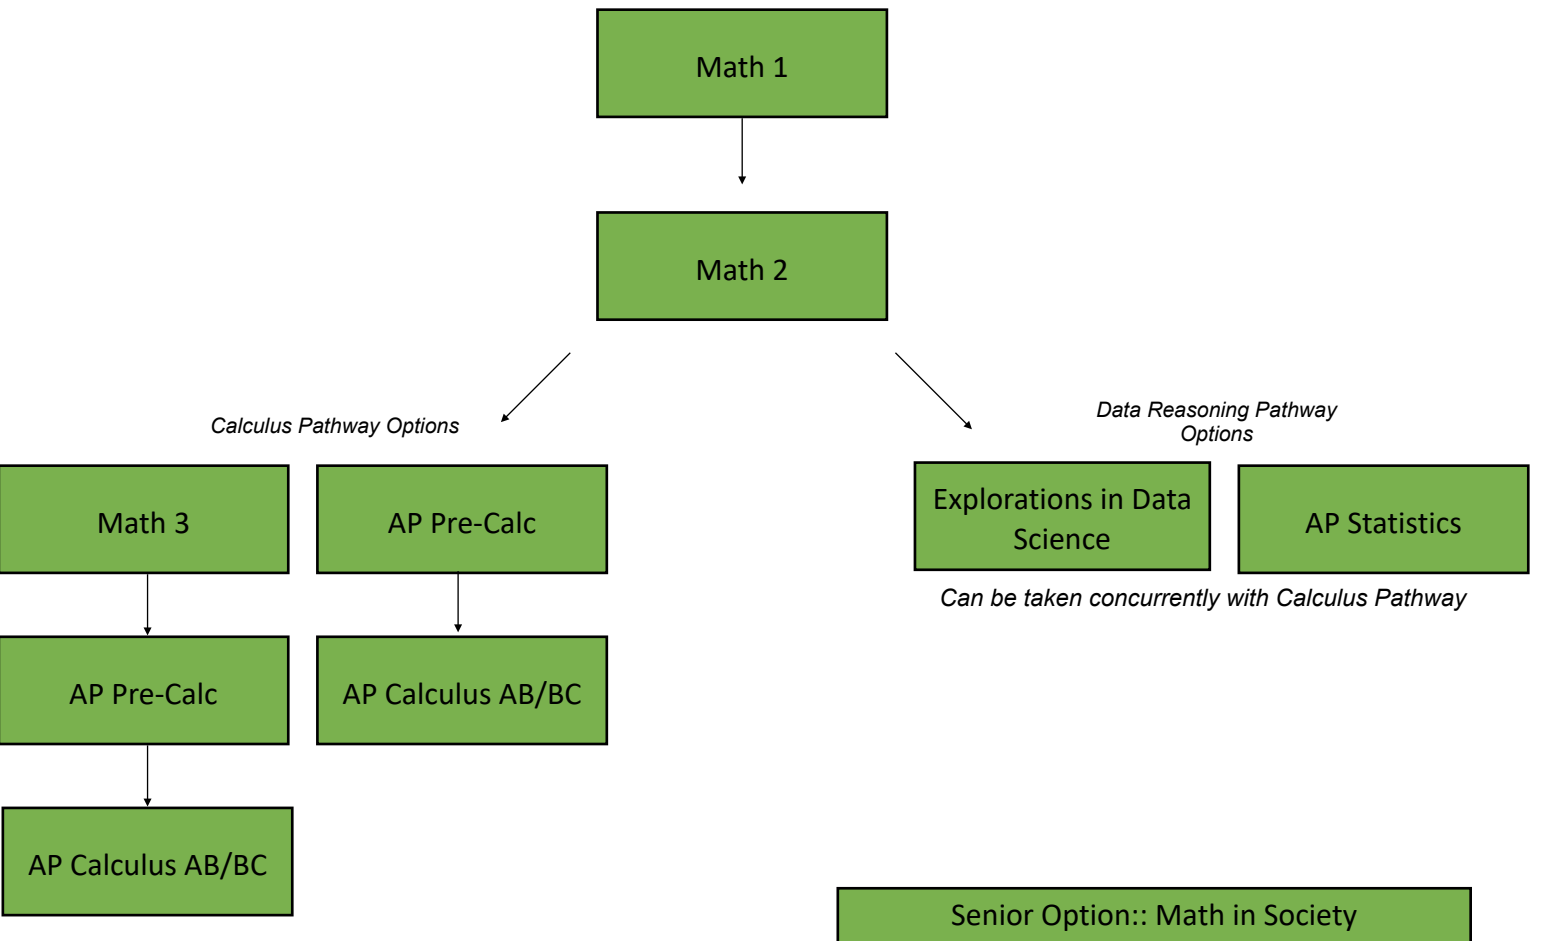 Math 1
Math 2
Calculus Pathway Options
Data Reasoning Pathway
Options
Math 3
AP Pre-Calc
Explorations in Data
Science
AP Statistics
Can be taken concurrently with Calculus Pathway
AP Pre-Calc
AP Calculus AB/BC
AP Calculus AB/BC
Senior Option:: Math in Society